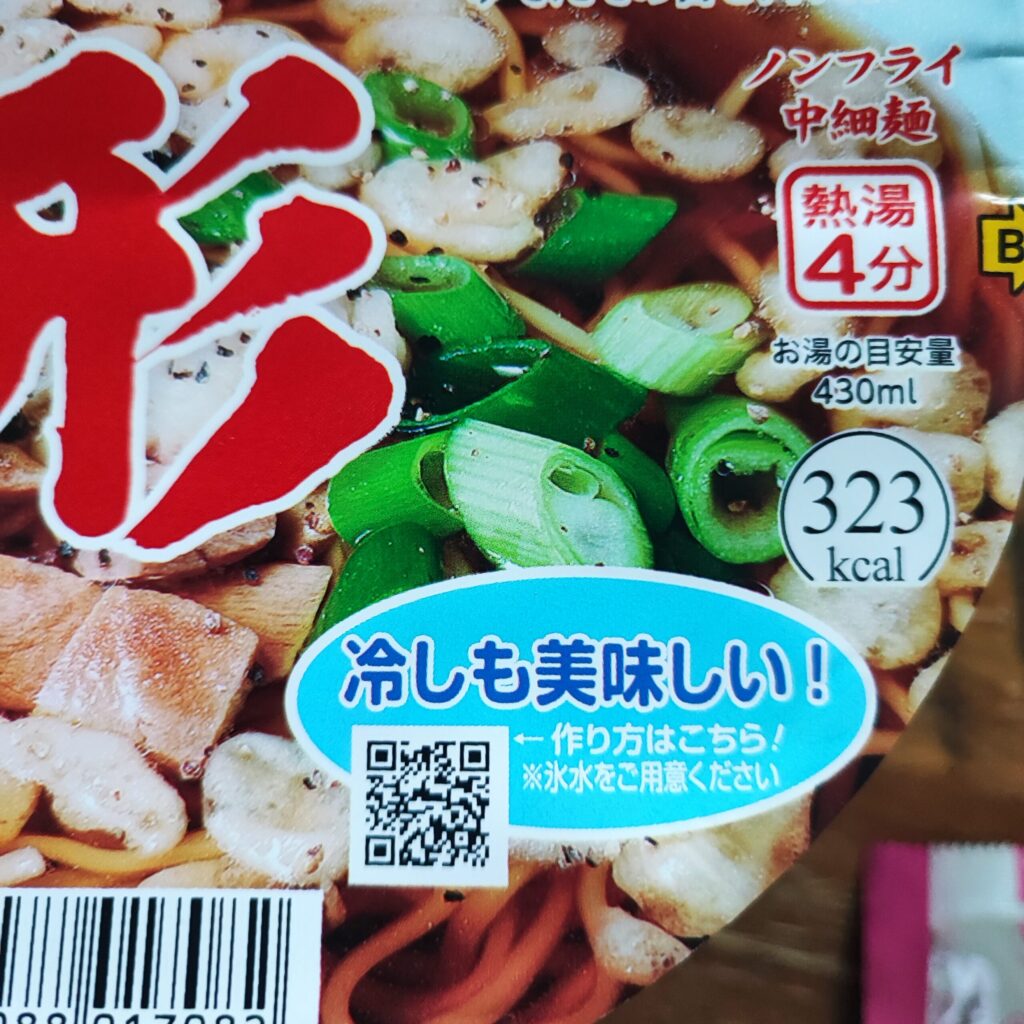 ノンフライ
中細麺
形
熱湯
4分
B
お湯の目安量
430ml
323
kcal
冷しも美味しい!
←作り方はこちら!
※氷水をご用意ください